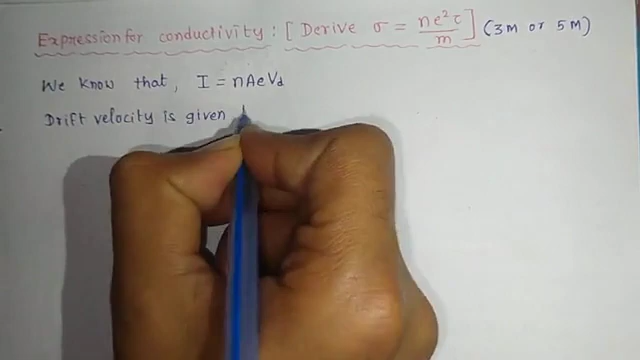 Expression for conductivity : [ Derive σ = ne²τ/m ] (3M or 5M)
We know that, I = nAeVd
Drift velocity is given